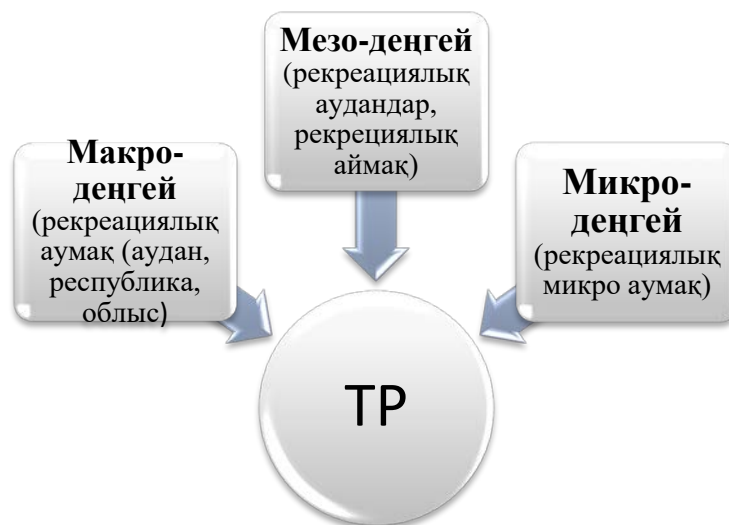 Макро-
деңгей
(рекреациялық
аумақ (аудан,
республика,
облыс)
Мезо-деңгей
(рекреациялық
аудандар,
рекрециялық
аймақ)
Микро-
деңгей
(рекреациялық
микро аумақ)
ТР